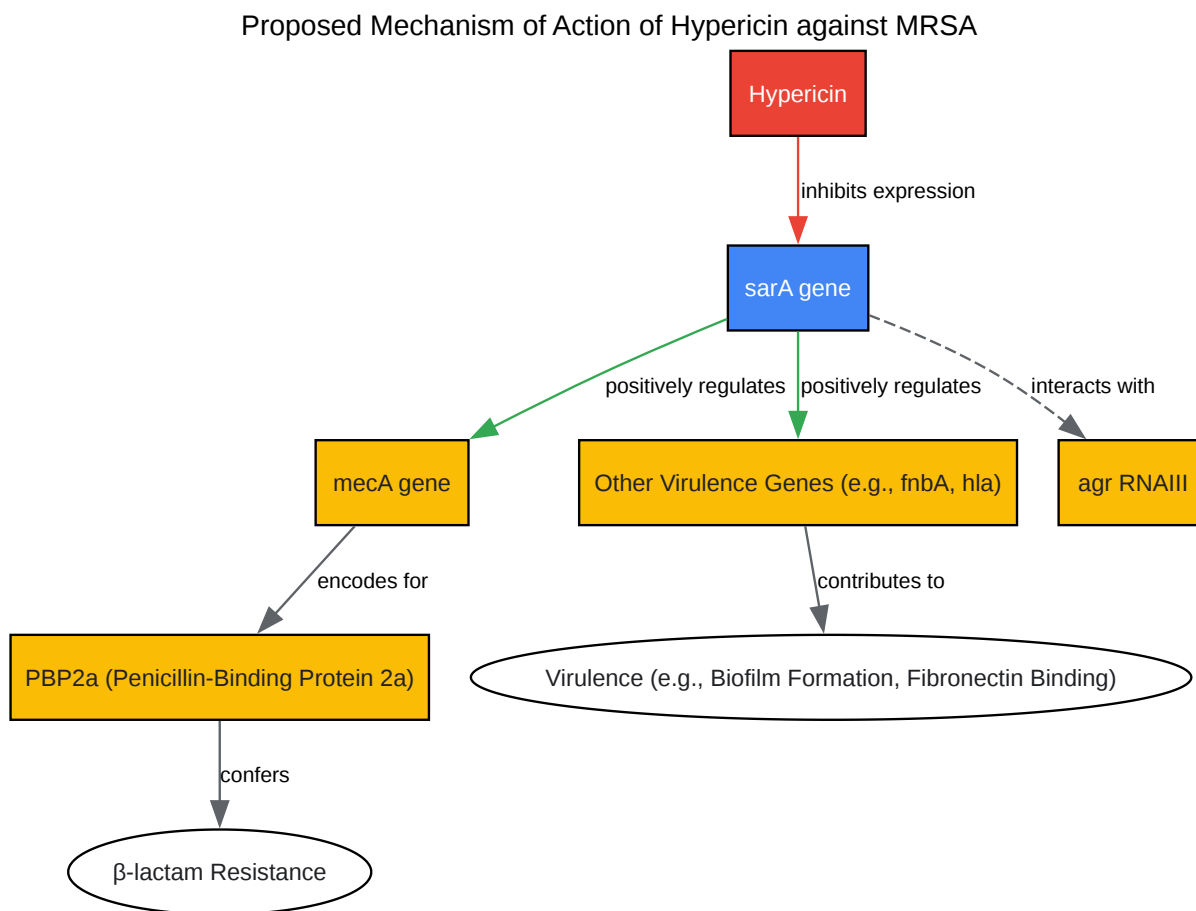 Proposed Mechanism of Action of Hypericin against MRSA
Hypericin
inhibits expression
sarA gene
positively regulates
positively regulates
interacts with
mecA gene
Other Virulence Genes (e.g., fnbA, hla)
agr RNAIII
encodes for
contributes to
PBP2a (Penicillin-Binding Protein 2a)
Virulence (e.g., Biofilm Formation, Fibronectin Binding)
confers
β-lactam Resistance